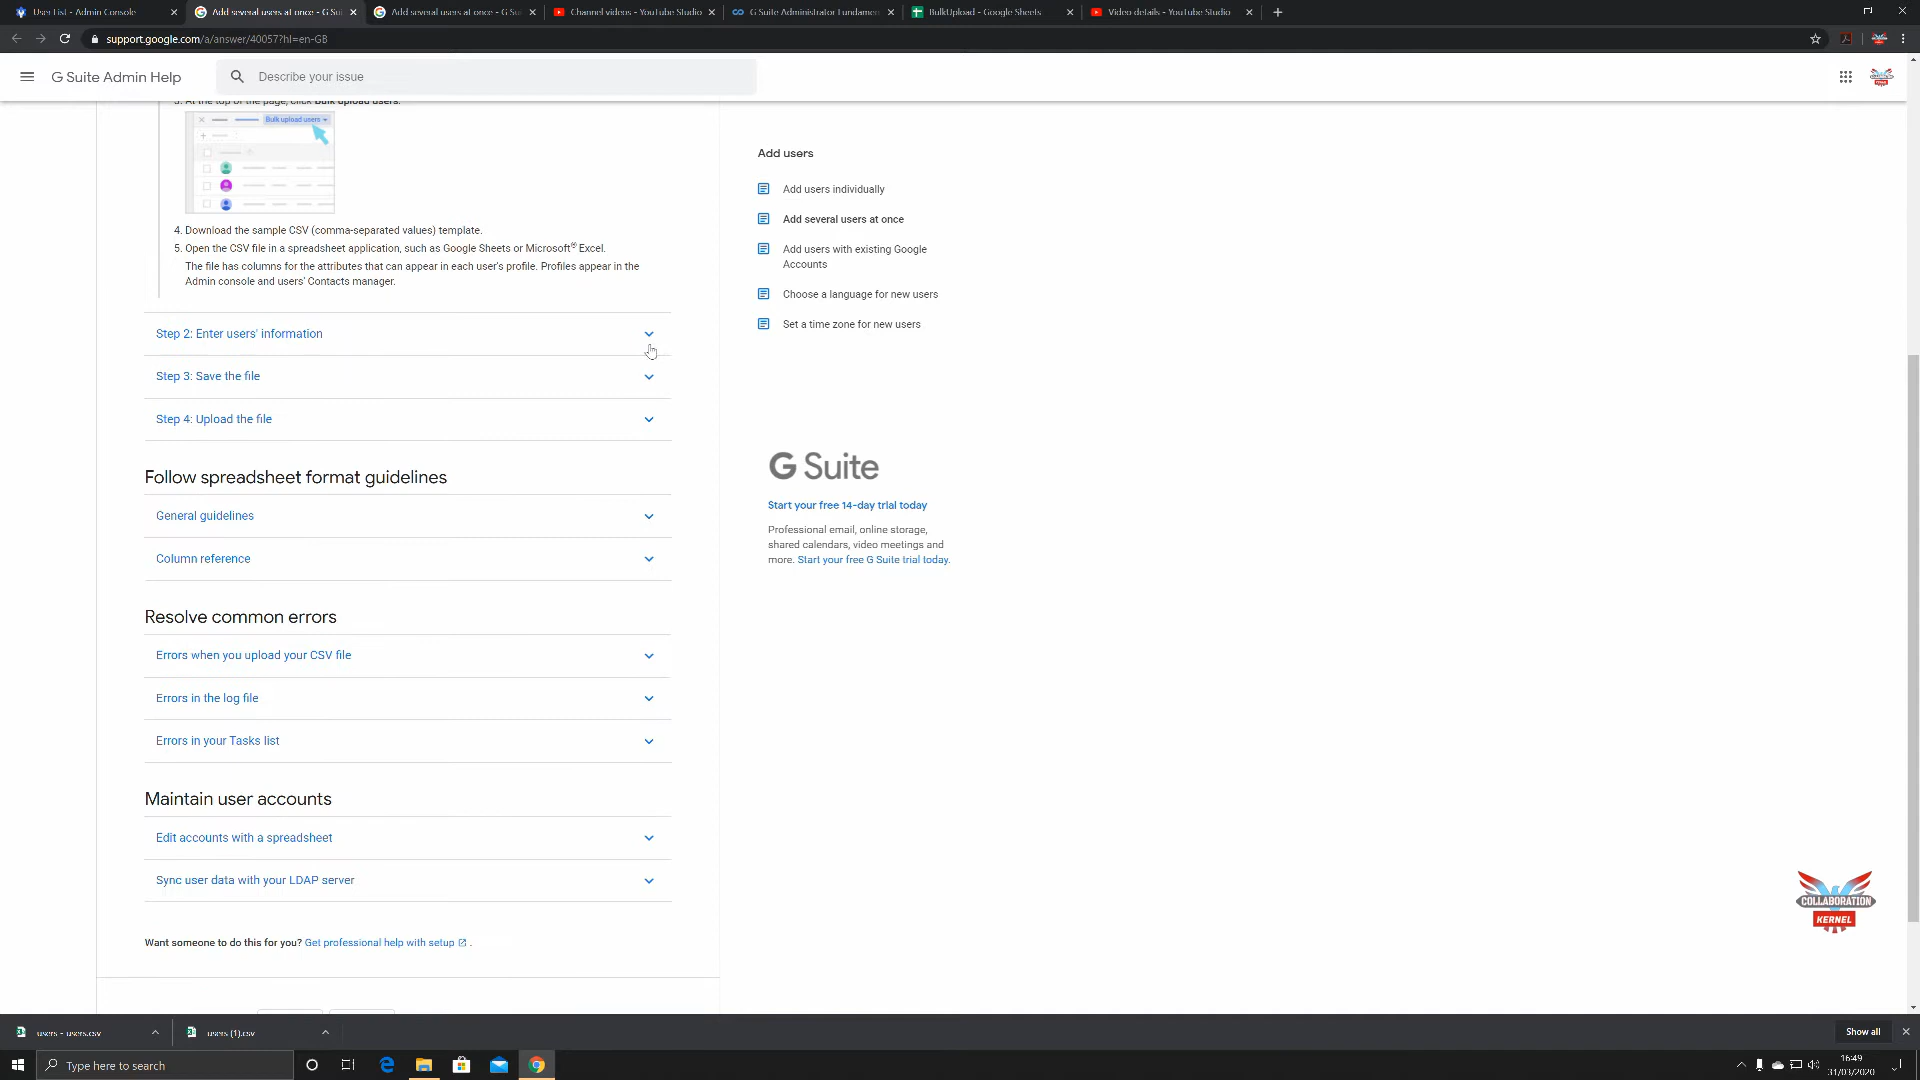 User List - Admin Console
Add several users at once - G Sui
Add several users at once - G Su
Channel videos - YouTube Studio
G Suite Administrator Fundamen
BulkUpload - Google Sheets
Video details - YouTube Studio
support.google.com/a/answer/40057?hl=en-GB
G Suite Admin Help
Describe your issue
3. At the top of the page, click Bulk upload users.
Bulk upload users
4. Download the sample CSV (comma-separated values) template.
5. Open the CSV file in a spreadsheet application, such as Google Sheets or Microsoft® Excel.
The file has columns for the attributes that can appear in each user's profile. Profiles appear in the
Admin console and users' Contacts manager.
Step 2: Enter users' information
Step 3: Save the file
Step 4: Upload the file
Follow spreadsheet format guidelines
General guidelines
Column reference
Resolve common errors
Errors when you upload your CSV file
Errors in the log file
Errors in your Tasks list
Maintain user accounts
Edit accounts with a spreadsheet
Sync user data with your LDAP server
Want someone to do this for you? Get professional help with setup .
Add users
Add users individually
Add several users at once
Add users with existing Google
Accounts
Choose a language for new users
Set a time zone for new users
G Suite
Start your free 14-day trial today
Professional email, online storage,
shared calendars, video meetings and
more. Start your free G Suite trial today.
COLLABORATION
KERNEL
users - users.csv
users (1).csv
Show all
Type here to search
16:49
31/03/2020